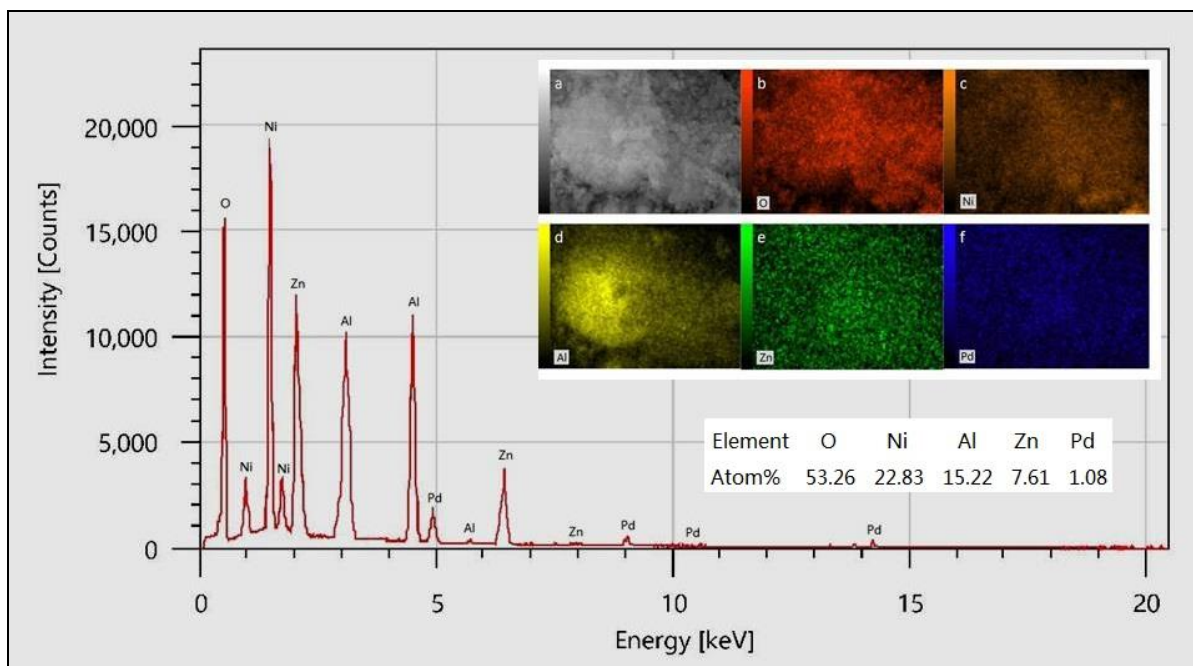 20,000
15,000
10,000
5,000
0
Intensity [Counts]
O
Ni
Ni
Ni
Zn
Al
Al
Pd
Al
Zn
Zn
Pd
Pd
Pd
a
b
c
O
Ni
d
e
f
Al
Zn
Pd
Element O Ni Al Zn Pd
Atom% 53.26 22.83 15.22 7.61 1.08
0 5 10 15 20
Energy [keV]